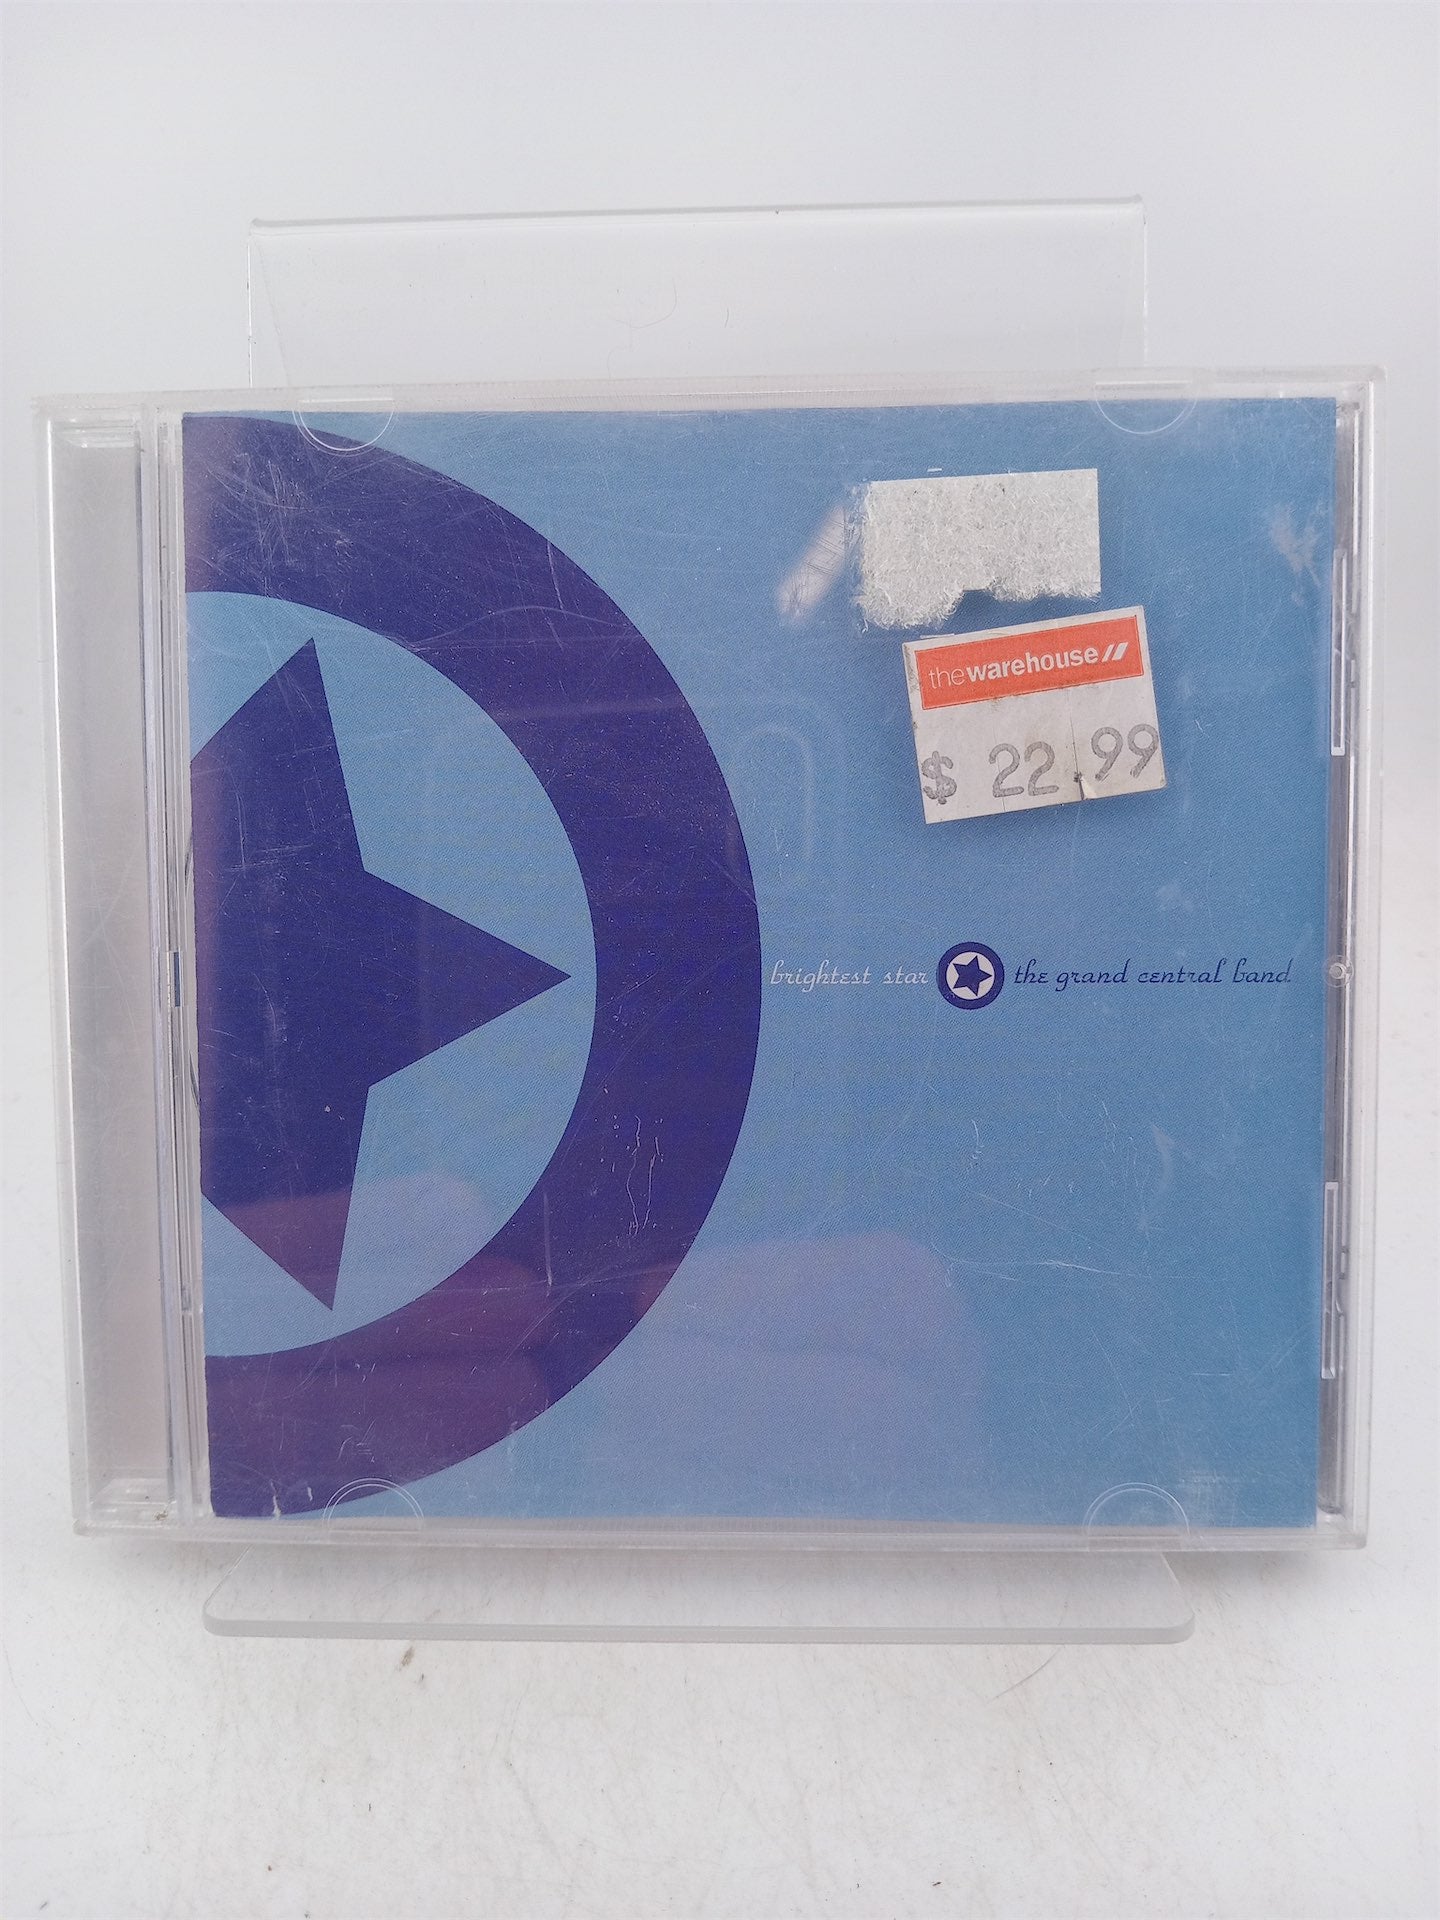 thewarehouse
$ 22.99
brightest star the grand central band